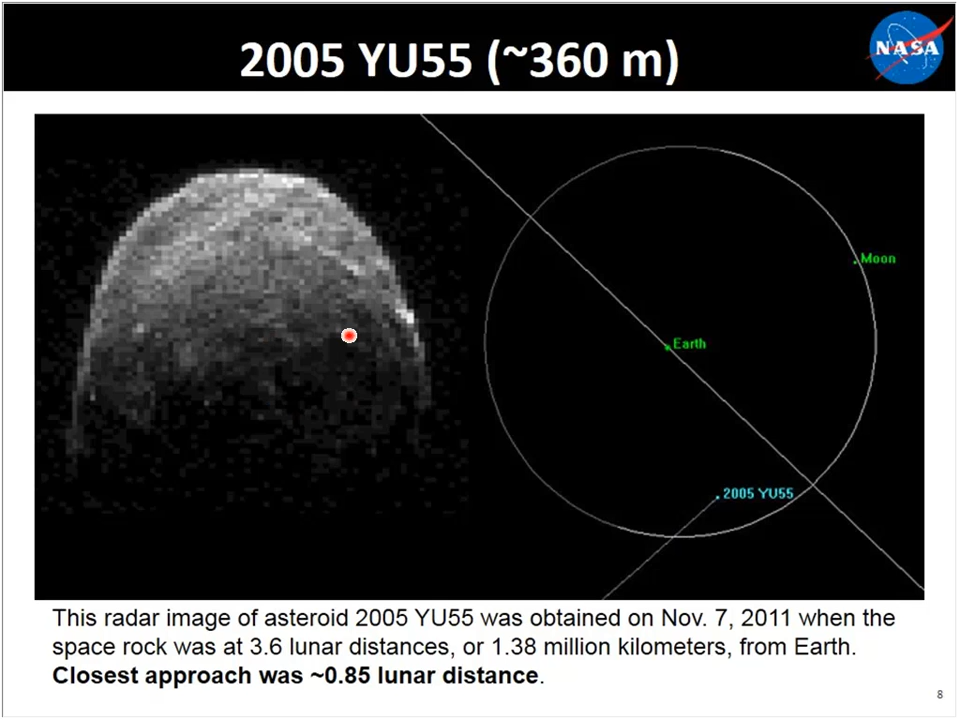 2005 YU55 (~360 m)
NASA
Moon
Earth
2005 YU55
This radar image of asteroid 2005 YU55 was obtained on Nov. 7, 2011 when the
space rock was at 3.6 lunar distances, or 1.38 million kilometers, from Earth.
Closest approach was ~0.85 lunar distance.
8